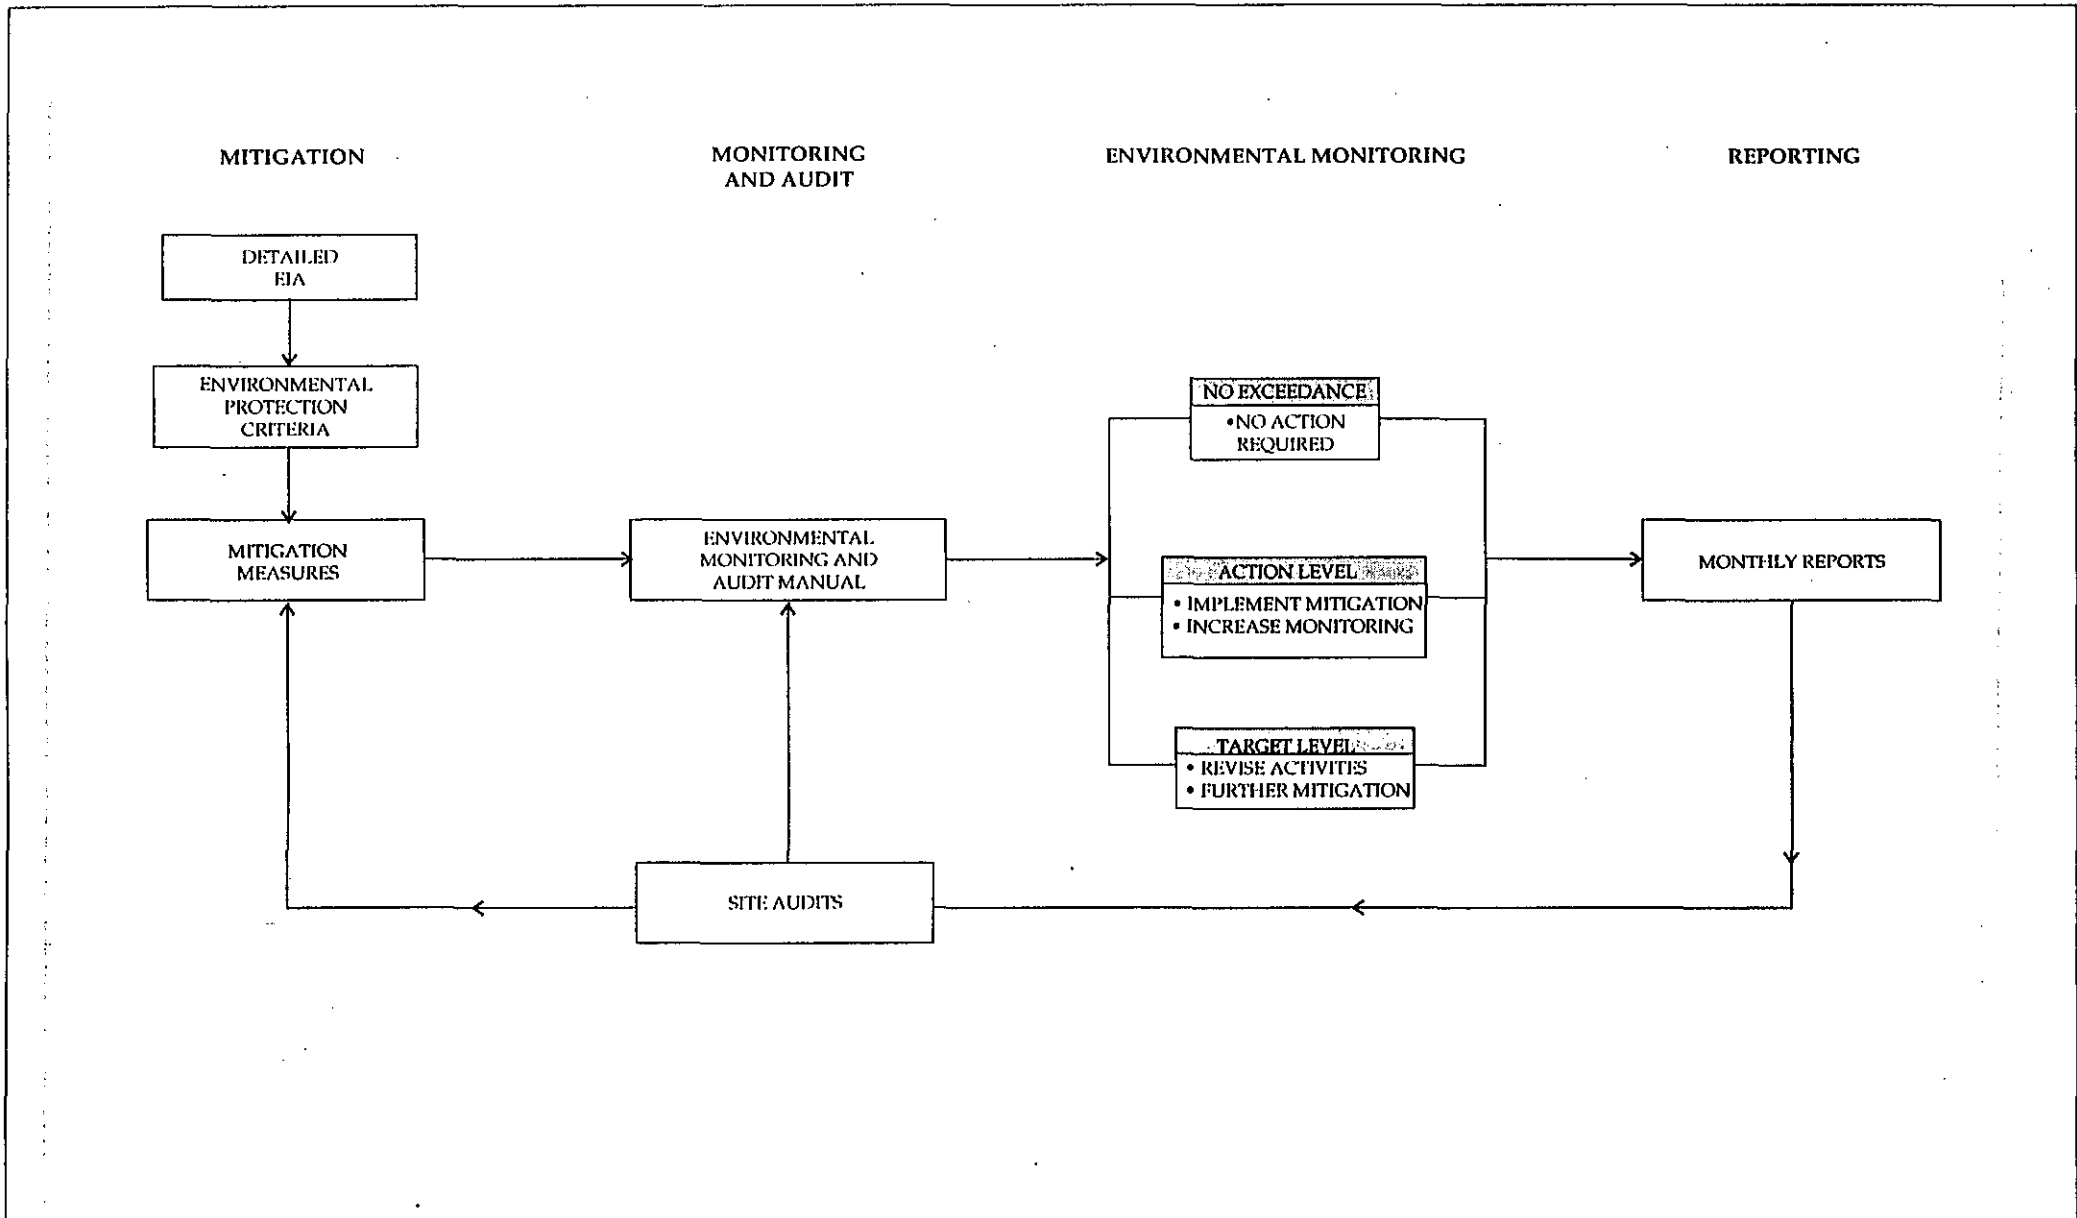 MITIGATION
MONITORING
AND AUDIT
ENVIRONMENTAL MONITORING
REPORTING
DETAILED
EIA
ENVIRONMENTAL
PROTECTION
CRITERIA
MITIGATION
MEASURES
ENVIRONMENTAL
MONITORING AND
AUDIT MANUAL
NO EXCEEDANCE
•NO ACTION
REQUIRED
ACTION LEVEL
• IMPLEMENT MITIGATION
• INCREASE MONITORING
TARGET LEVEL
• REVISE ACTIVITES
• FURTHER MITIGATION
MONTHLY REPORTS
SITE AUDITS